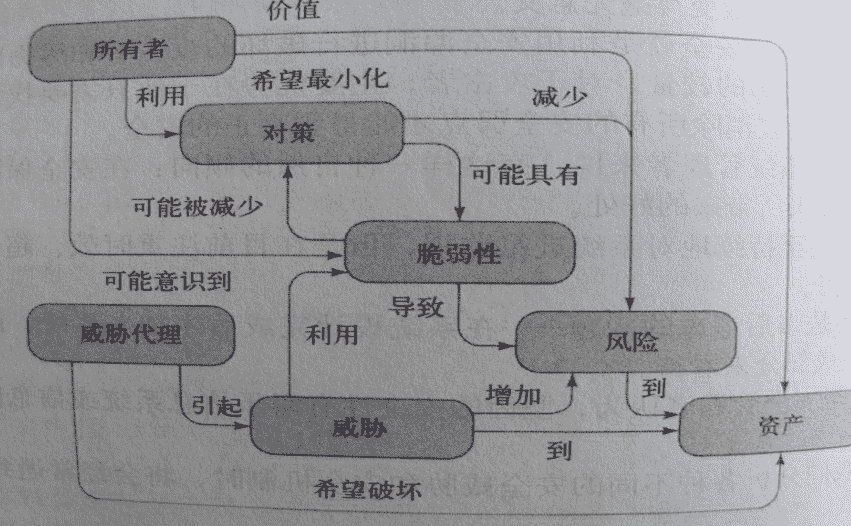 价值
所有者
希望最小化
利用
减少
对策
可能具有
可能被减少
脆弱性
可能意识到
导致
威胁代理
利用
风险
增加
到
引起
威胁
资产
到
希望破坏